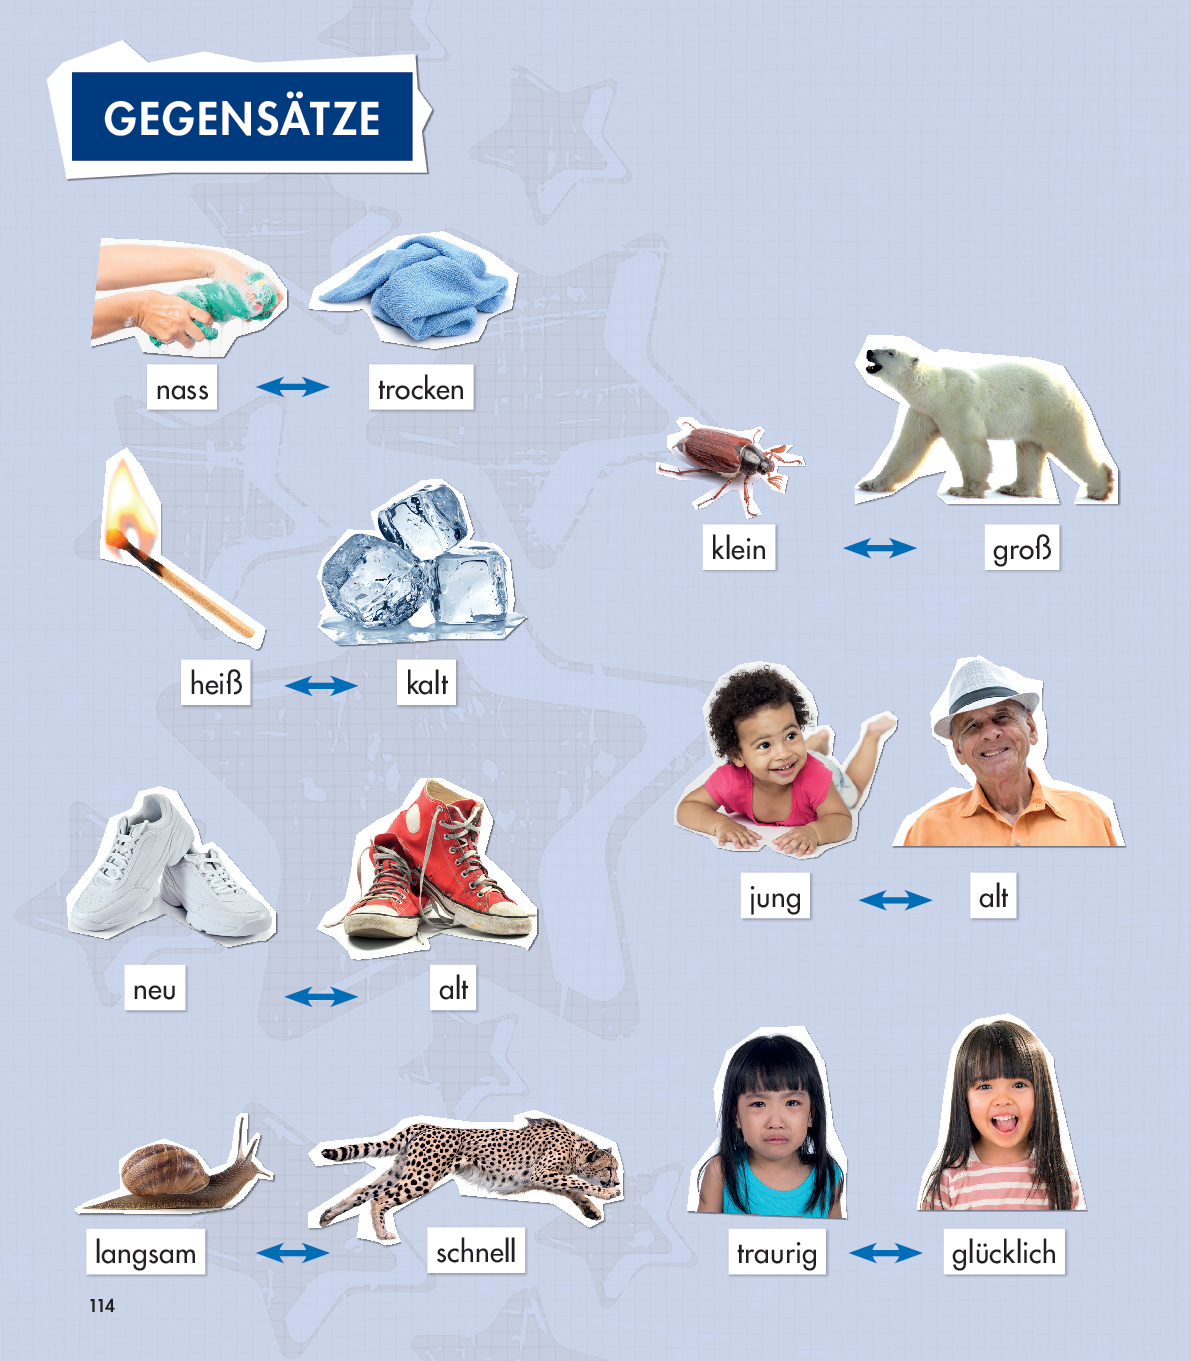 GEGENSÄTZE
nass
trocken
heiß
kalt
neu
alt
langsam
schnell
klein
groß
jung
alt
traurig
glücklich
114